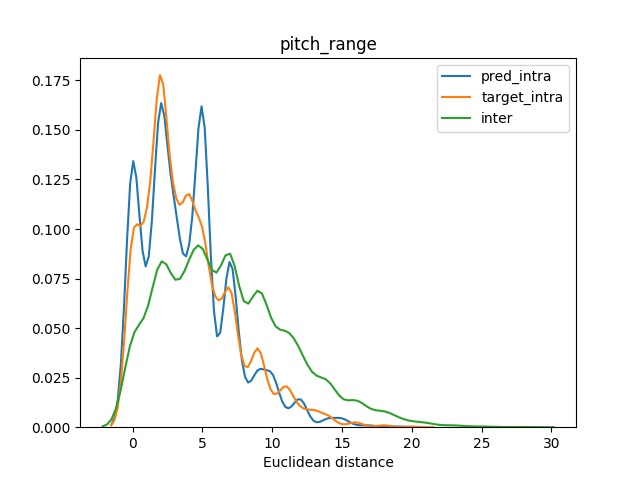 pitch_range
0.175
0.150
0.125
0.100
0.075
0.050
0.025
0.000
0 5 10 15 20 25 30
Euclidean distance
pred_intra
target_intra
inter